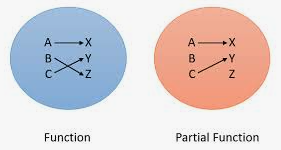 A X
B Y
C Z
A X
B Y
C Z
Function
Partial Function